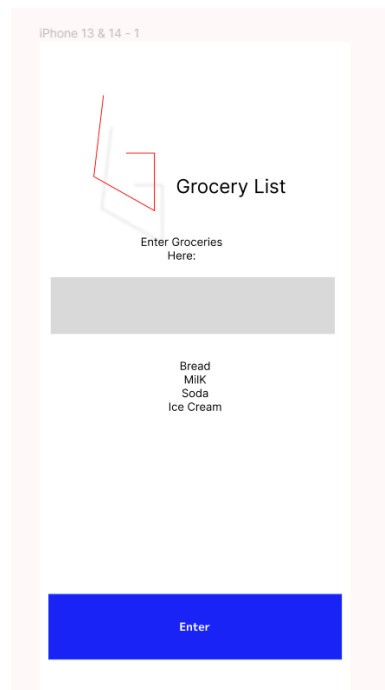 iPhone 13 & 14 - 1
Grocery List
Enter Groceries
Here:
Bread
MilK
Soda
Ice Cream
Enter